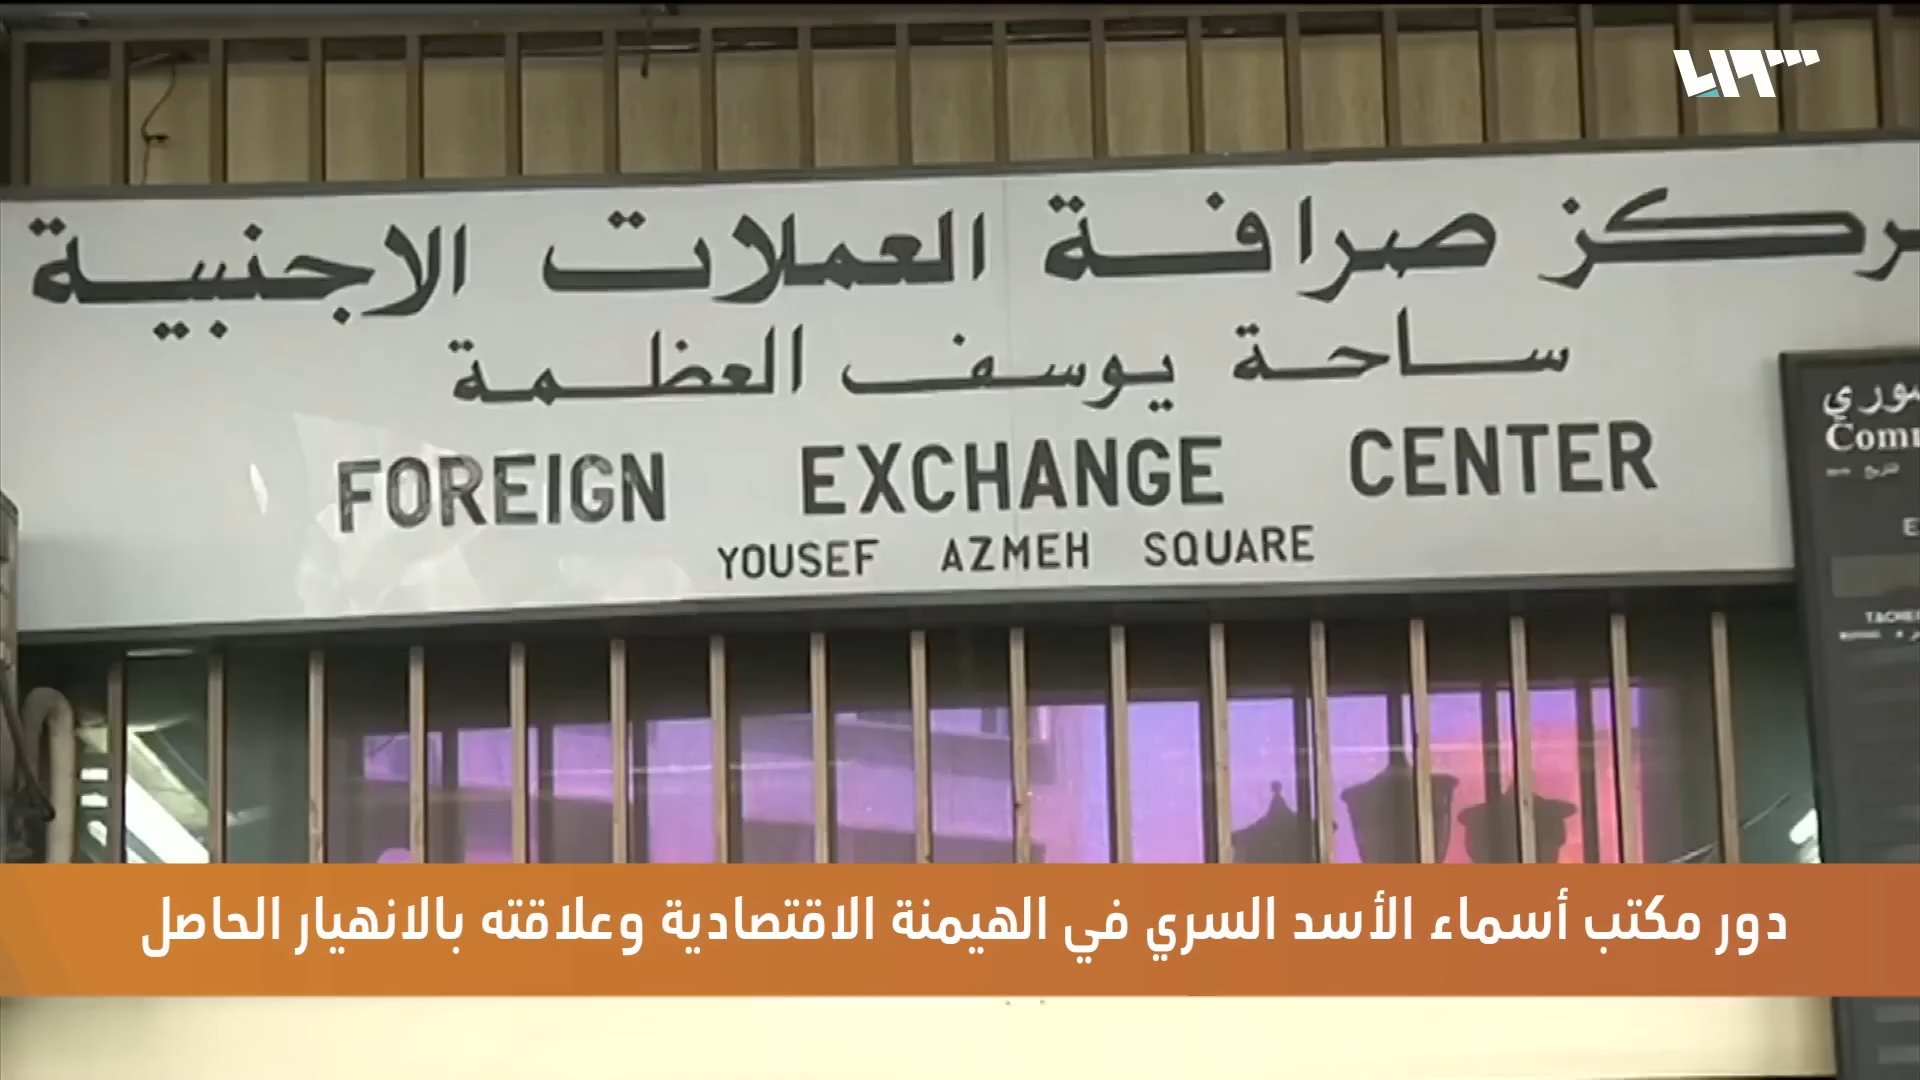 مركز صرافة العملات الاجنبية
ساحة يوسف العظمة
FOREIGN EXCHANGE CENTER
YOUSEF AZMEH SQUARE
دور مكتب أسماء الأسد السري في الهيمنة الاقتصادية وعلاقته بالانهيار الحاصل